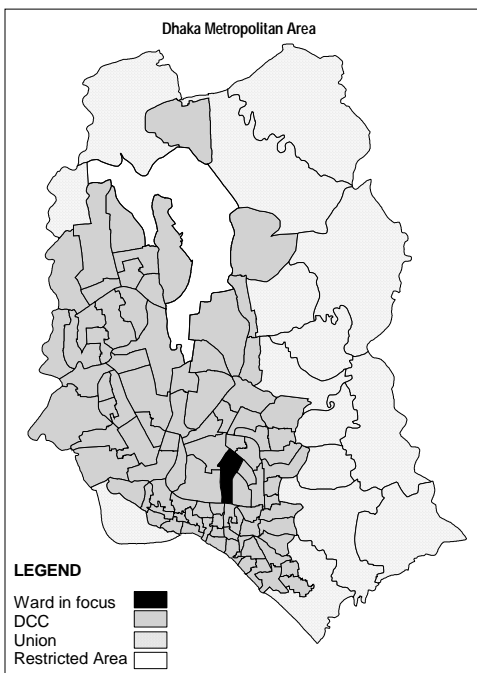 Dhaka Metropolitan Area
LEGEND
Ward in focus
DCC
Union
Restricted Area